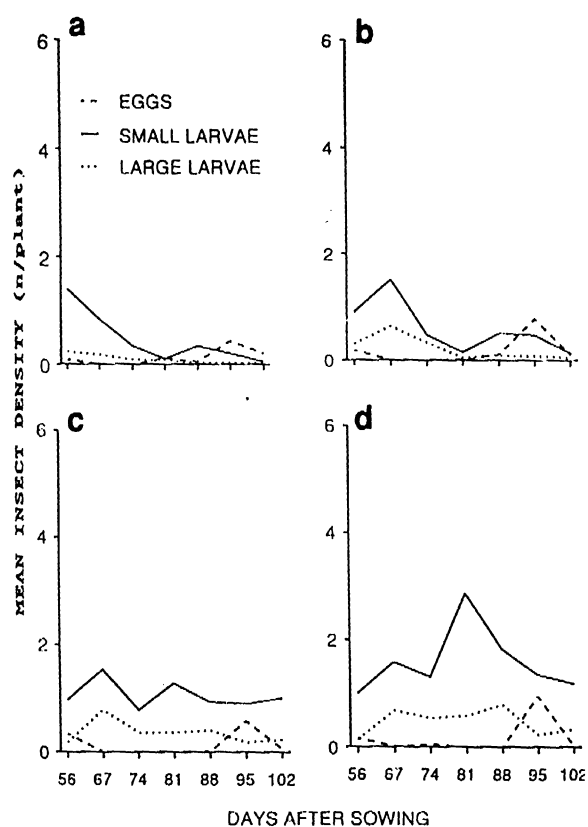 a
b
6
4
2
0
EGGS
SMALL LARVAE
LARGE LARVAE
6
4
2
0
MEAN INSECT DENSITY (n/plant)
c
d
6
4
2
0
56 67 74 81 88 95 102
6
4
2
0
56 67 74 81 88 95 102
DAYS AFTER SOWING